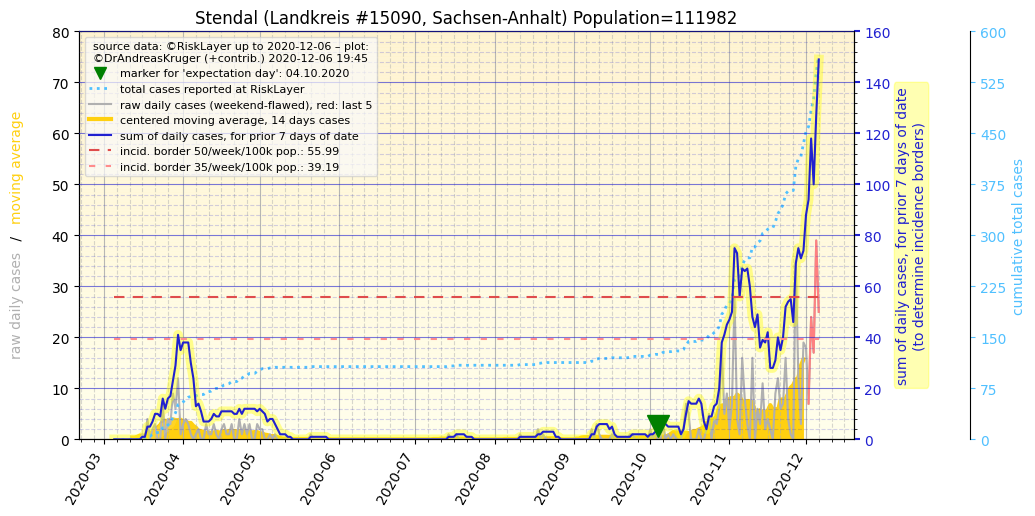 Stendal (Landkreis #15090, Sachsen-Anhalt) Population=111982
source data: ©RiskLayer up to 2020-12-06 – plot:
©DrAndreasKruger (+contrib.) 2020-12-06 19:45
marker for 'expectation day': 04.10.2020
total cases reported at RiskLayer
raw daily cases (weekend-flawed), red: last 5
centered moving average, 14 days cases
sum of daily cases, for prior 7 days of date
incid. border 50/week/100k pop.: 55.99
incid. border 35/week/100k pop.: 39.19
raw daily cases / moving average
80
70
60
50
40
30
20
10
0
160
140
120
100
80
60
40
20
0
sum of daily cases, for prior 7 days of date
(to determine incidence borders)
600
525
450
375
300
225
150
75
0
cumulative total cases
2020-03
2020-04
2020-05
2020-06
2020-07
2020-08
2020-09
2020-10
2020-11
2020-12